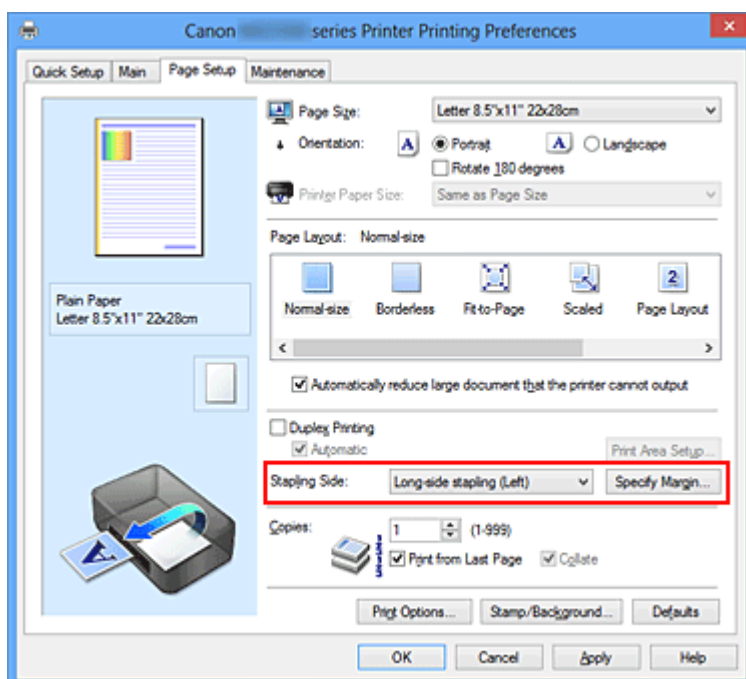 Canon series Printer Printing Preferences
Quick Setup Main Page Setup Maintenance
Page Size: Letter 8.5"x11" 22x28cm
Orientation: A Portrait A Landscape
Rotate 180 degrees
Printer Paper Size: Same as Page Size
Page Layout: Normal-size
2
Normal-size Borderless Fit-to-Page Scaled Page Layout
Plain Paper
Letter 8.5"x11" 22x28cm
Automatically reduce large document that the printer cannot output
Duplex Printing
Automatic Print Area Setup...
Stapling Side: Long-side stapling (Left) Specify Margin...
Copies: 1 (1-999)
Print from Last Page Collate
A
Print Options... Stamp/Background... Defaults
OK Cancel Apply Help